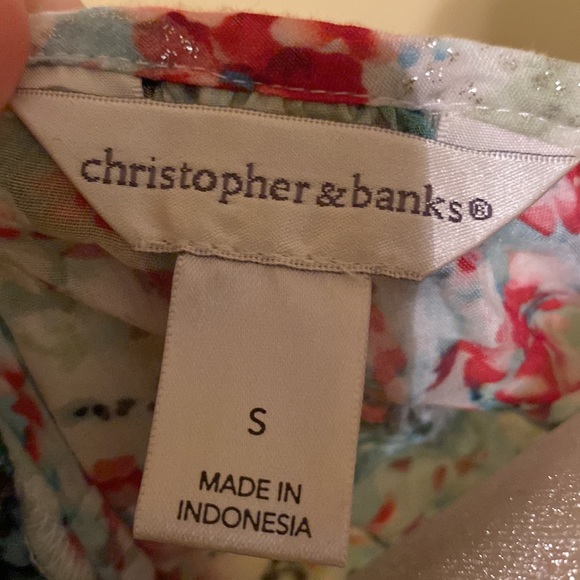 christopher & banks®
S
MADE IN
INDONESIA